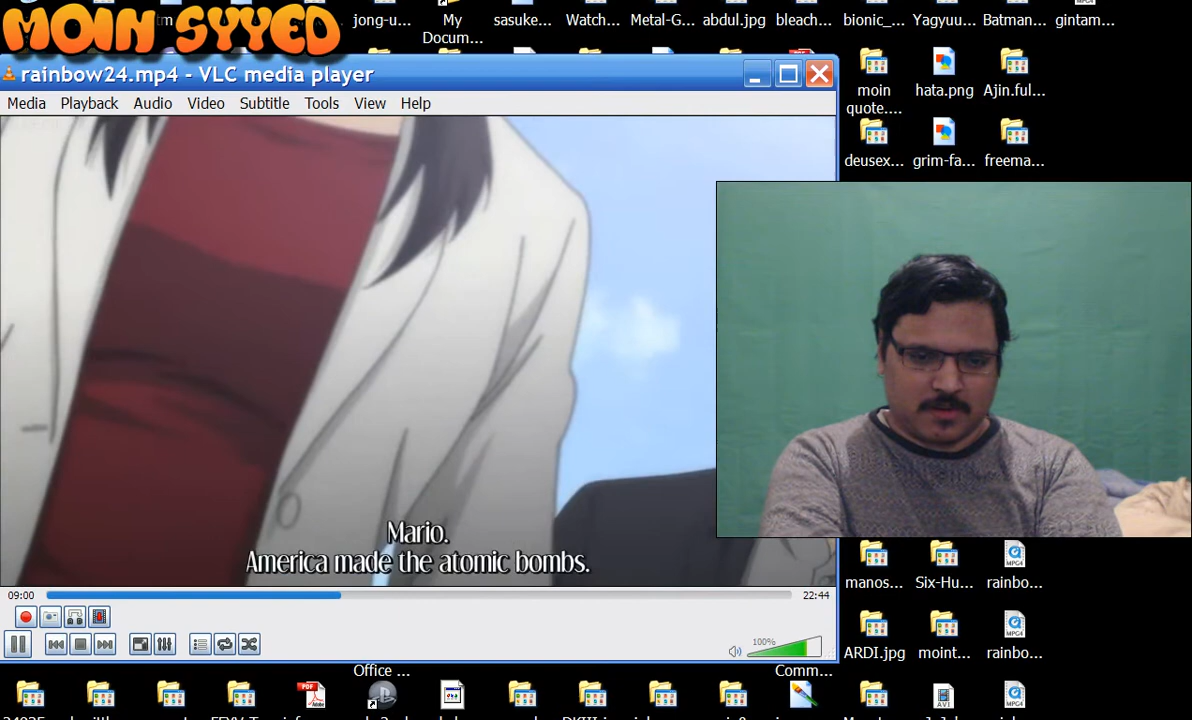 jong-u...
My
Docum...
sasuke...
Watch...
Metal-G...
abdul.jpg
bleach...
bionic_...
Yagyuu...
Batman...
gintam...
MOIN SYYED
rainbow24.mp4 - VLC media player
Media Playback Audio Video Subtitle Tools View Help
moin
quote....
hata.png
Ajin.ful...
deusex...
grim-fa...
freema...
Mario.
America made the atomic bombs.
09:00
22:44
100%
manos...
Six-Hu...
rainbo...
ARDI.jpg
moint...
rainbo...
Office ...
Comm...